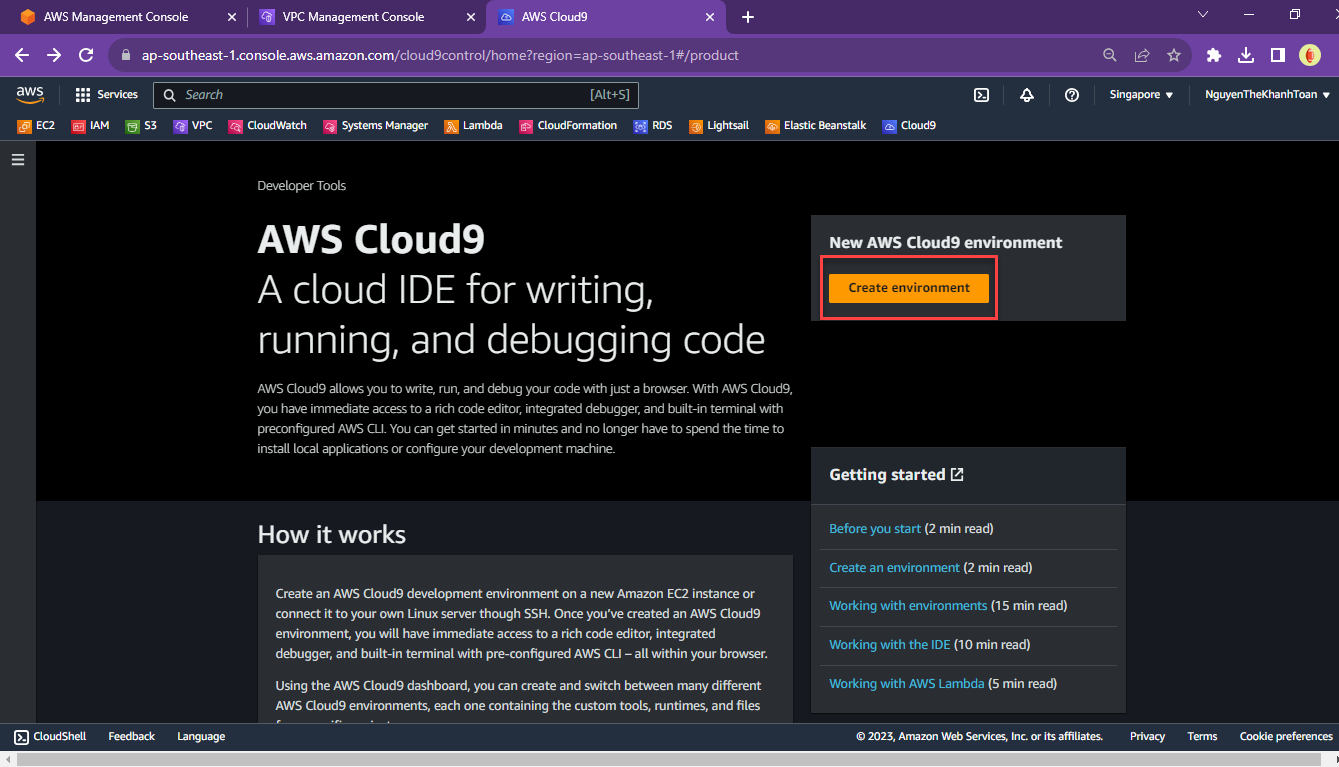 AWS Management Console
VPC Management Console
AWS Cloud9
ap-southeast-1.console.aws.amazon.com/cloud9control/home?region=ap-southeast-1#/product
aws
Services
Search
[Alt+S]
Singapore
NguyenTheKhanhToan
EC2
IAM
S3
VPC
CloudWatch
Systems Manager
Lambda
CloudFormation
RDS
Lightsail
Elastic Beanstalk
Cloud9
Developer Tools
AWS Cloud9
A cloud IDE for writing,
running, and debugging code
AWS Cloud9 allows you to write, run, and debug your code with just a browser. With AWS Cloud9,
you have immediate access to a rich code editor, integrated debugger, and built-in terminal with
preconfigured AWS CLI. You can get started in minutes and no longer have to spend the time to
install local applications or configure your development machine.
New AWS Cloud9 environment
Create environment
Getting started
Before you start (2 min read)
Create an environment (2 min read)
Working with environments (15 min read)
Working with the IDE (10 min read)
Working with AWS Lambda (5 min read)
How it works
Create an AWS Cloud9 development environment on a new Amazon EC2 instance or
connect it to your own Linux server though SSH. Once you've created an AWS Cloud9
environment, you will have immediate access to a rich code editor, integrated
debugger, and built-in terminal with pre-configured AWS CLI – all within your browser.
Using the AWS Cloud9 dashboard, you can create and switch between many different
AWS Cloud9 environments, each one containing the custom tools, runtimes, and files
CloudShell
Feedback
Language
© 2023, Amazon Web Services, Inc. or its affiliates.
Privacy
Terms
Cookie preferences